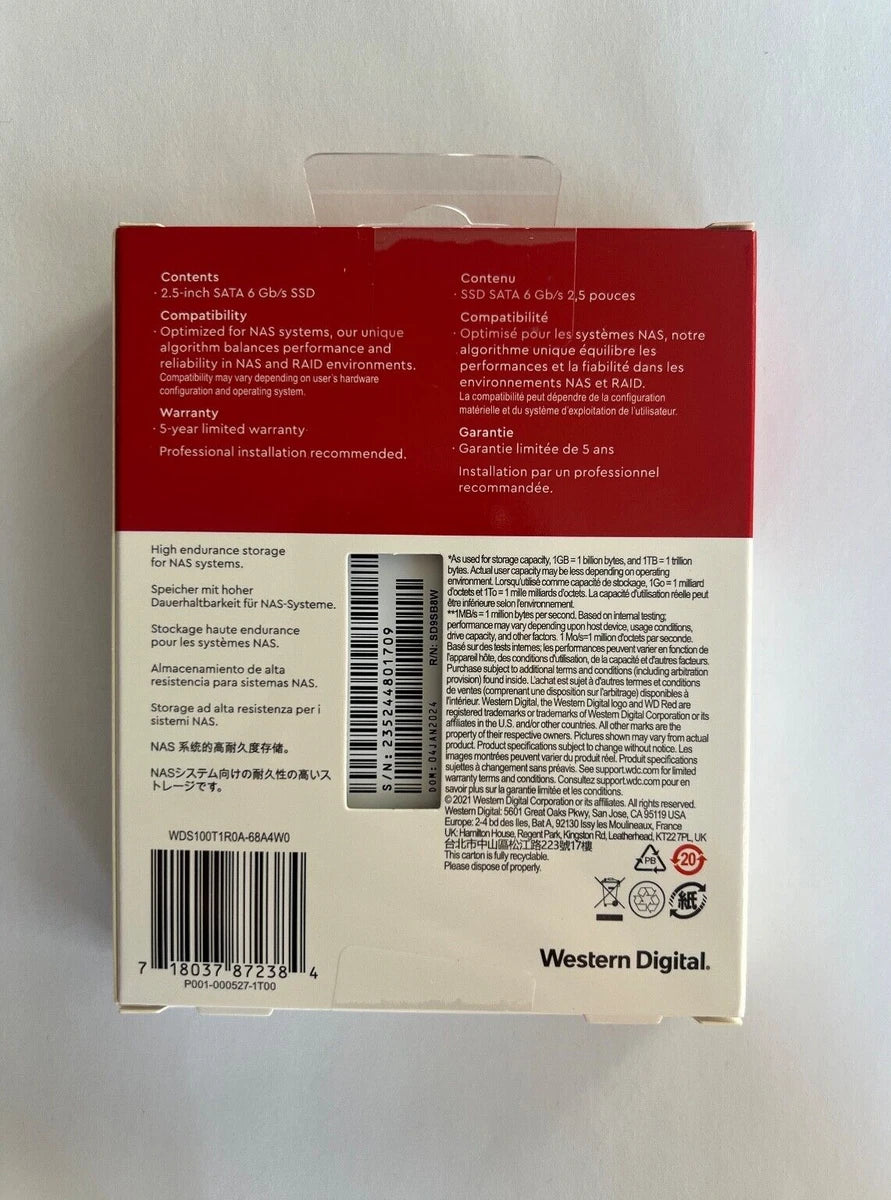 Contents
· 2.5-inch SATA 6 Gb/s SSD
Compatibility
· Optimized for NAS systems, our unique
algorithm balances performance and
reliability in NAS and RAID environments.
Compatibility may vary depending on user's hardware
configuration and operating system.
Warranty
· 5-year limited warranty
Professional installation recommended.
Contenu
· SSD SATA 6 Gb/s 2,5 pouces
Compatibilité
· Optimisé pour les systèmes NAS, notre
algorithme unique équilibre les
performances et la fiabilité dans les
environnements NAS et RAID.
La compatibilité peut dépendre de la configuration
matérielle et du système d'exploitation de l'utilisateur.
Garantie
· Garantie limitée de 5 ans
Installation par un professionnel
recommandée.
High endurance storage
for NAS systems.
Speicher mit hoher
Dauerhaltbarkeit für NAS-Systeme.
Stockage haute endurance
pour les systèmes NAS.
Almacenamiento de alta
resistencia para sistemas NAS.
Storage ad alta resistenza per i
sistemi NAS.
NAS 系统的高耐久度存储。
NASシステム向けの耐久性の高いス
トレージです。
S/N: 235244801709
DOM: 04JAN2024
R/N: SD9SB8W
*As used for storage capacity, 1GB = 1 billion bytes, and 1TB = 1 trillion
bytes. Actual user capacity may be less depending on operating
environment. Lorsqu'utilisé comme capacité de stockage, 1Go = 1 milliard
d'octets et 1To = 1 mille milliards d'octets. La capacité d'utilisation réelle peut
être inférieure selon l'environnement.
**1MB/s = 1 million bytes per second. Based on internal testing;
performance may vary depending upon host device, usage conditions,
drive capacity, and other factors. 1 Mo/s=1 million d'octets par seconde.
Basé sur des tests internes; les performances peuvent varier en fonction de
l'appareil hôte, des conditions d'utilisation, de la capacité et d'autres facteurs.
Purchase subject to additional terms and conditions (including arbitration
provision) found inside. L'achat est sujet à d'autres termes et conditions
de ventes (comprenant une disposition sur l'arbitrage) disponibles à
l'intérieur. Western Digital, the Western Digital logo and WD Red are
registered trademarks or trademarks of Western Digital Corporation or its
affiliates in the U.S. and/or other countries. All other marks are the
property of their respective owners. Pictures shown may vary from actual
product. Product specifications subject to change without notice. Les
images montrées peuvent varier du produit réel. Produit specifications
sujettes à changement sans préavis. See support.wdc.com for limited
warranty terms and conditions. Consultez support.wdc.com pour en
savoir plus sur la garantie limitée et les conditions.
© 2021 Western Digital Corporation or its affiliates. All rights reserved.
Western Digital: 5601 Great Oaks Pkwy, San Jose, CA 95119 USA
Europe: 2-4 bd des Iles, Bat A, 92130 Issy les Moulineaux, France
UK: Hamilton House, Regent Park, Kingston Rd, Leatherhead, KT22 7PL, UK
台北市中山區松江路223號17樓
This carton is fully recyclable.
Please dispose of properly.
PB
20
紙
WDS100T1R0A-68A4W0
7 18037 87238 4
P001-000527-1T00
Western Digital.